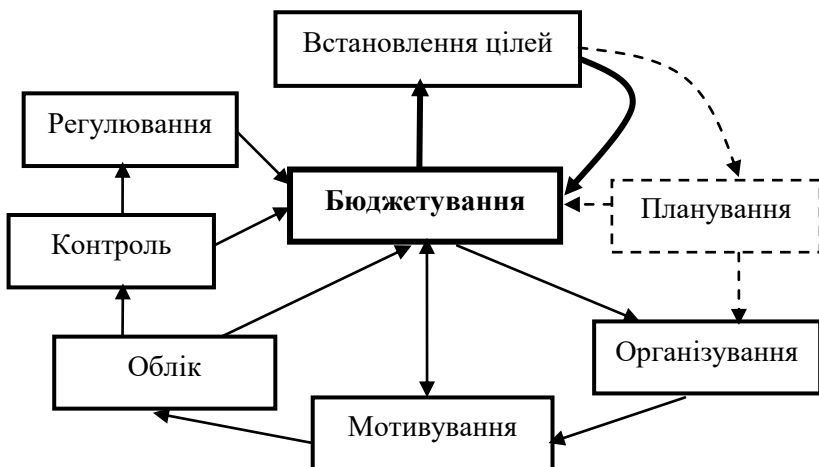 Встановлення цілей
Регулювання
Бюджетування
Планування
Контроль
Організування
Облік
Мотивування